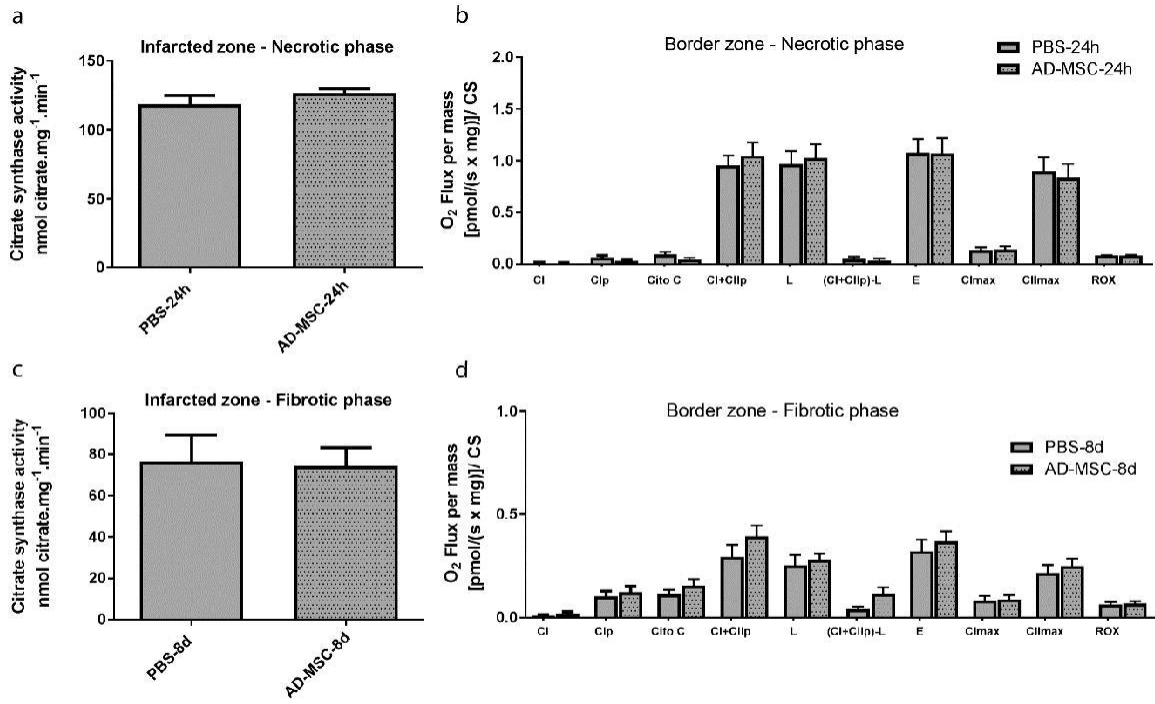 a
Infarcted zone - Necrotic phase
Citrate synthase activity
nmol citrate.mg⁻¹.min⁻¹
150
100
50
0
PBS-24h
AD-MSC-24h
b
Border zone - Necrotic phase
PBS-24h
AD-MSC-24h
O₂ Flux per mass
[pmol/(s x mg)]/ CS
2.0
1.5
1.0
0.5
0.0
CI CIp Cito C CI+CIIp L (CI+CIIp)-L E CImax CIImax ROX
c
Infarcted zone - Fibrotic phase
Citrate synthase activity
nmol citrate.mg⁻¹.min⁻¹
100
80
60
40
20
0
PBS-8d
AD-MSC-8d
d
Border zone - Fibrotic phase
PBS-8d
AD-MSC-8d
O₂ Flux per mass
[pmol/(s x mg)]/ CS
1.0
0.5
0.0
CI CIp Cito C CI+CIIp L (CI+CIIp)-L E CImax CIImax ROX